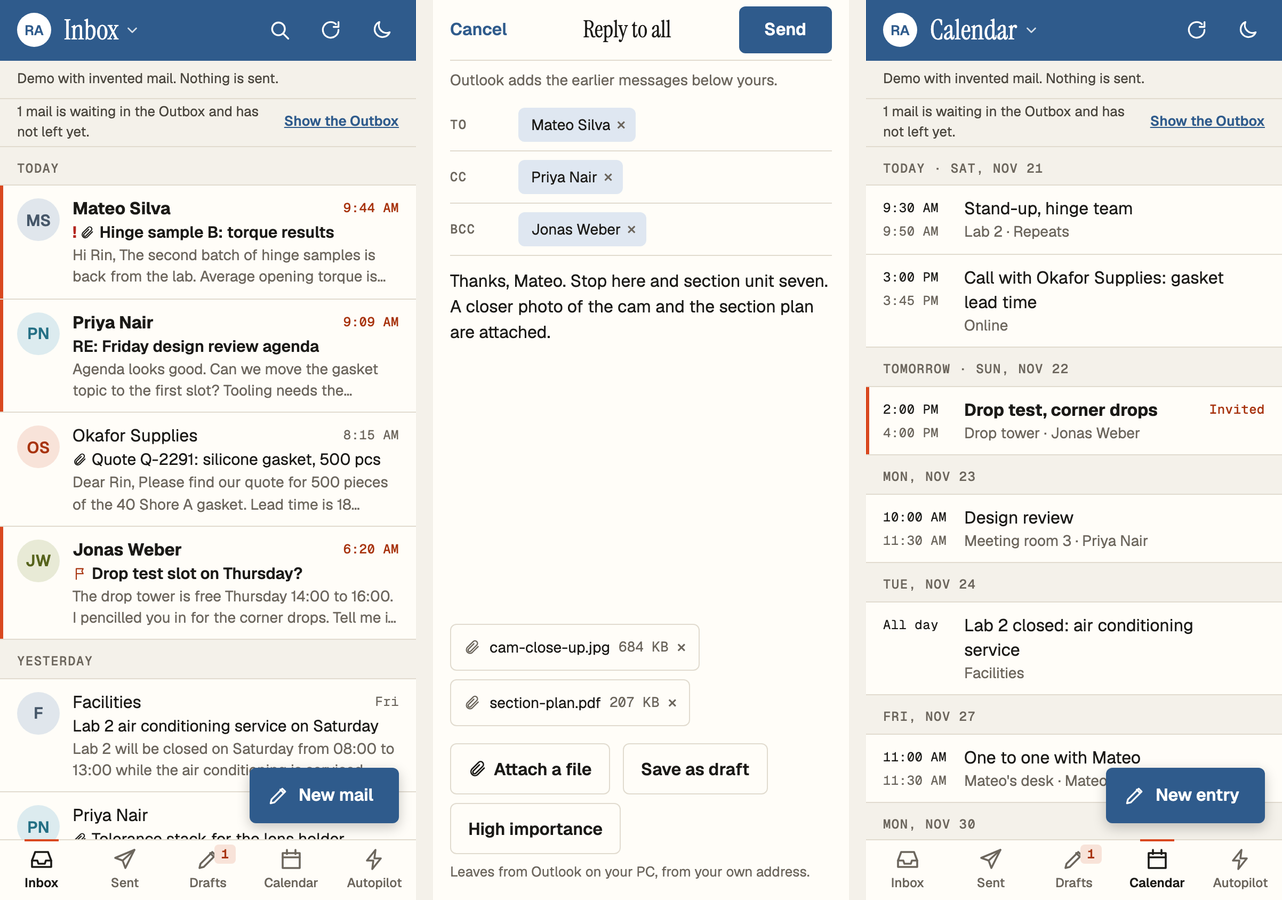 RA Inbox
Demo with invented mail. Nothing is sent.
1 mail is waiting in the Outbox and has
not left yet.
Show the Outbox
TODAY
MS
Mateo Silva 9:44 AM
! Hinge sample B: torque results
Hi Rin, The second batch of hinge samples is
back from the lab. Average opening torque is…
PN
Priya Nair 9:09 AM
RE: Friday design review agenda
Agenda looks good. Can we move the gasket
topic to the first slot? Tooling needs the…
OS
Okafor Supplies 8:15 AM
Quote Q-2291: silicone gasket, 500 pcs
Dear Rin, Please find our quote for 500 pieces
of the 40 Shore A gasket. Lead time is 18…
JW
Jonas Weber 6:20 AM
Drop test slot on Thursday?
The drop tower is free Thursday 14:00 to 16:00.
I pencilled you in for the corner drops. Tell me i…
YESTERDAY
F
Facilities Fri
Lab 2 air conditioning service on Saturday
Lab 2 will be closed on Saturday from 08:00 to
13:00 while the air conditioning is serviced
New mail
PN
Priya Nair
Tolerance stack for the lens holder
Inbox Sent Drafts 1 Calendar Autopilot
Cancel Reply to all Send
Outlook adds the earlier messages below yours.
TO Mateo Silva ×
CC Priya Nair ×
BCC Jonas Weber ×
Thanks, Mateo. Stop here and section unit seven.
A closer photo of the cam and the section plan
are attached.
cam-close-up.jpg 684 KB ×
section-plan.pdf 207 KB ×
Attach a file Save as draft
High importance
Leaves from Outlook on your PC, from your own address.
RA Calendar
Demo with invented mail. Nothing is sent.
1 mail is waiting in the Outbox and has
not left yet.
Show the Outbox
TODAY · SAT, NOV 21
9:30 AM Stand-up, hinge team
9:50 AM Lab 2 · Repeats
3:00 PM Call with Okafor Supplies: gasket
3:45 PM lead time
Online
TOMORROW · SUN, NOV 22
2:00 PM Drop test, corner drops Invited
4:00 PM Drop tower · Jonas Weber
MON, NOV 23
10:00 AM Design review
11:30 AM Meeting room 3 · Priya Nair
TUE, NOV 24
All day Lab 2 closed: air conditioning
service
Facilities
FRI, NOV 27
11:00 AM One to one with Mateo
11:30 AM Mateo's desk · Mateo
New entry
MON, NOV 30
Inbox Sent Drafts 1 Calendar Autopilot